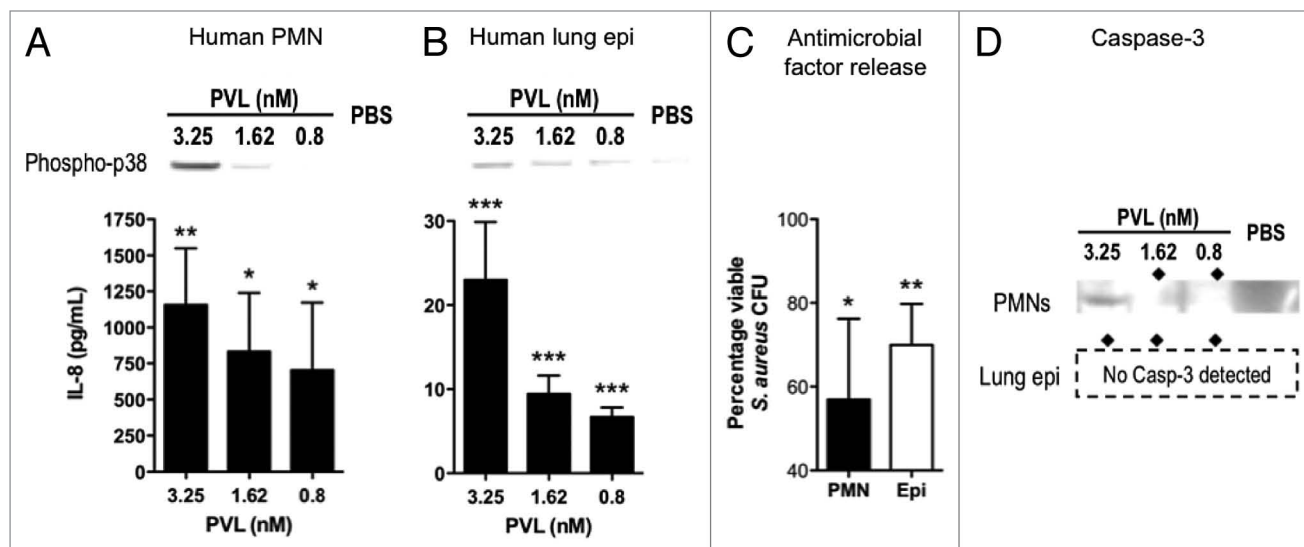 A Human PMN
PVL (nM)
PBS
3.25 1.62 0.8
Phospho-p38
IL-8 (pg/mL)
1750
1500
1250
1000
750
500
250
0
**
*
*
3.25 1.62 0.8
PVL (nM)
B Human lung epi
PVL (nM)
PBS
3.25 1.62 0.8
30
20
10
0
***
***
***
3.25 1.62 0.8
PVL (nM)
C Antimicrobial
factor release
Percentage viable
S. aureus CFU
100
80
60
40
*
**
PMN Epi
D Caspase-3
PVL (nM)
PBS
3.25 1.62 0.8
PMNs
Lung epi
No Casp-3 detected